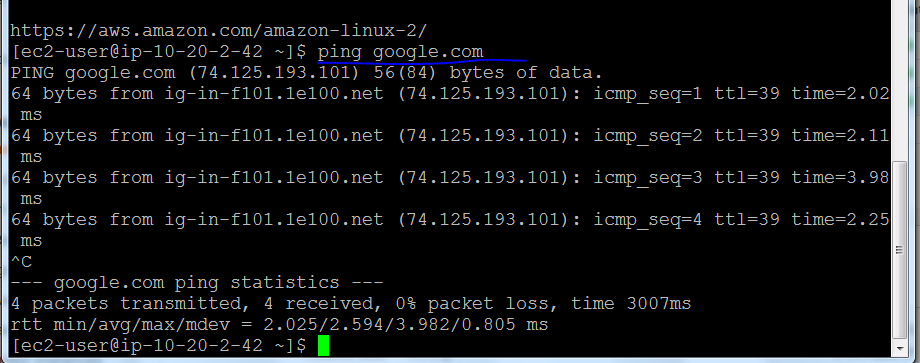 https://aws.amazon.com/amazon-linux-2/
[ec2-user@ip-10-20-2-42 ~]$ ping google.com
PING google.com (74.125.193.101) 56(84) bytes of data.
64 bytes from ig-in-f101.1e100.net (74.125.193.101): icmp_seq=1 ttl=39 time=2.02
ms
64 bytes from ig-in-f101.1e100.net (74.125.193.101): icmp_seq=2 ttl=39 time=2.11
ms
64 bytes from ig-in-f101.1e100.net (74.125.193.101): icmp_seq=3 ttl=39 time=3.98
ms
64 bytes from ig-in-f101.1e100.net (74.125.193.101): icmp_seq=4 ttl=39 time=2.25
ms
^C
--- google.com ping statistics ---
4 packets transmitted, 4 received, 0% packet loss, time 3007ms
rtt min/avg/max/mdev = 2.025/2.594/3.982/0.805 ms
[ec2-user@ip-10-20-2-42 ~]$